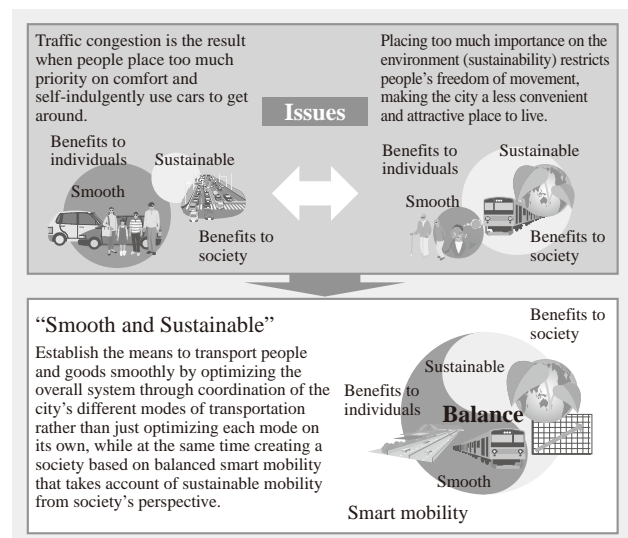 Traffic congestion is the result
when people place too much
priority on comfort and
self-indulgently use cars to get
around.
Benefits to
individuals
Sustainable
Smooth
Benefits to
society
Issues
Placing too much importance on the
environment (sustainability) restricts
people’s freedom of movement,
making the city a less convenient
and attractive place to live.
Benefits to
individuals
Sustainable
Smooth
Benefits to
society
“Smooth and Sustainable”
Establish the means to transport people
and goods smoothly by optimizing the
overall system through coordination of the
city’s different modes of transportation
rather than just optimizing each mode on
its own, while at the same time creating a
society based on balanced smart mobility
that takes account of sustainable mobility
from society’s perspective.
Benefits to
society
Sustainable
Benefits to
individuals
Balance
Smooth
Smart mobility